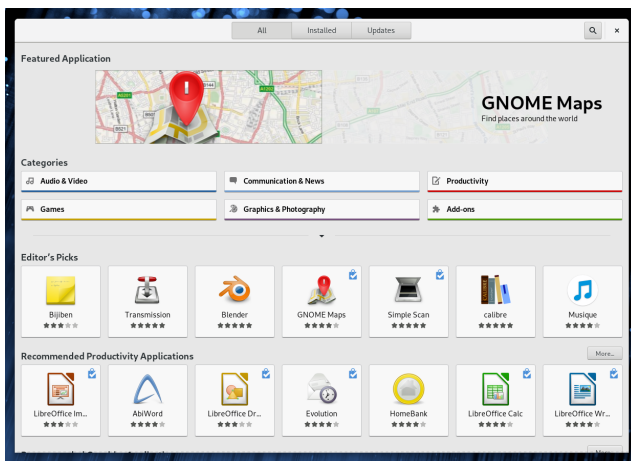 All Installed Updates
Featured Application
GNOME Maps
Find places around the world
Categories
Audio & Video Communication & News Productivity
Games Graphics & Photography Add-ons
Editor's Picks
Bijiben Transmission Blender GNOME Maps Simple Scan calibre Musique
Recommended Productivity Applications More…
LibreOffice Im… AbiWord LibreOffice Dr… Evolution HomeBank LibreOffice Calc LibreOffice Wr…